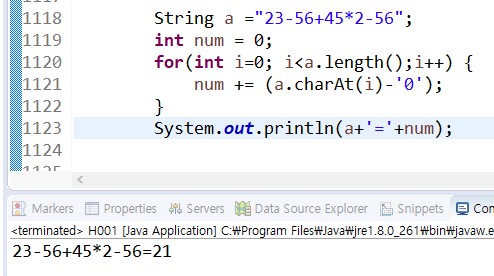 1118 String a ="23-56+45*2-56";
1119 int num = 0;
1120 for(int i=0; i<a.length();i++) {
1121 num += (a.charAt(i)-'0');
1122 }
1123 System.out.println(a+'='+num);
1124
Markers Properties Servers Data Source Explorer Snippets Con
<terminated> H001 [Java Application] C:₩Program Files₩Java₩jre1.8.0_261₩bin₩javaw.e
23-56+45*2-56=21